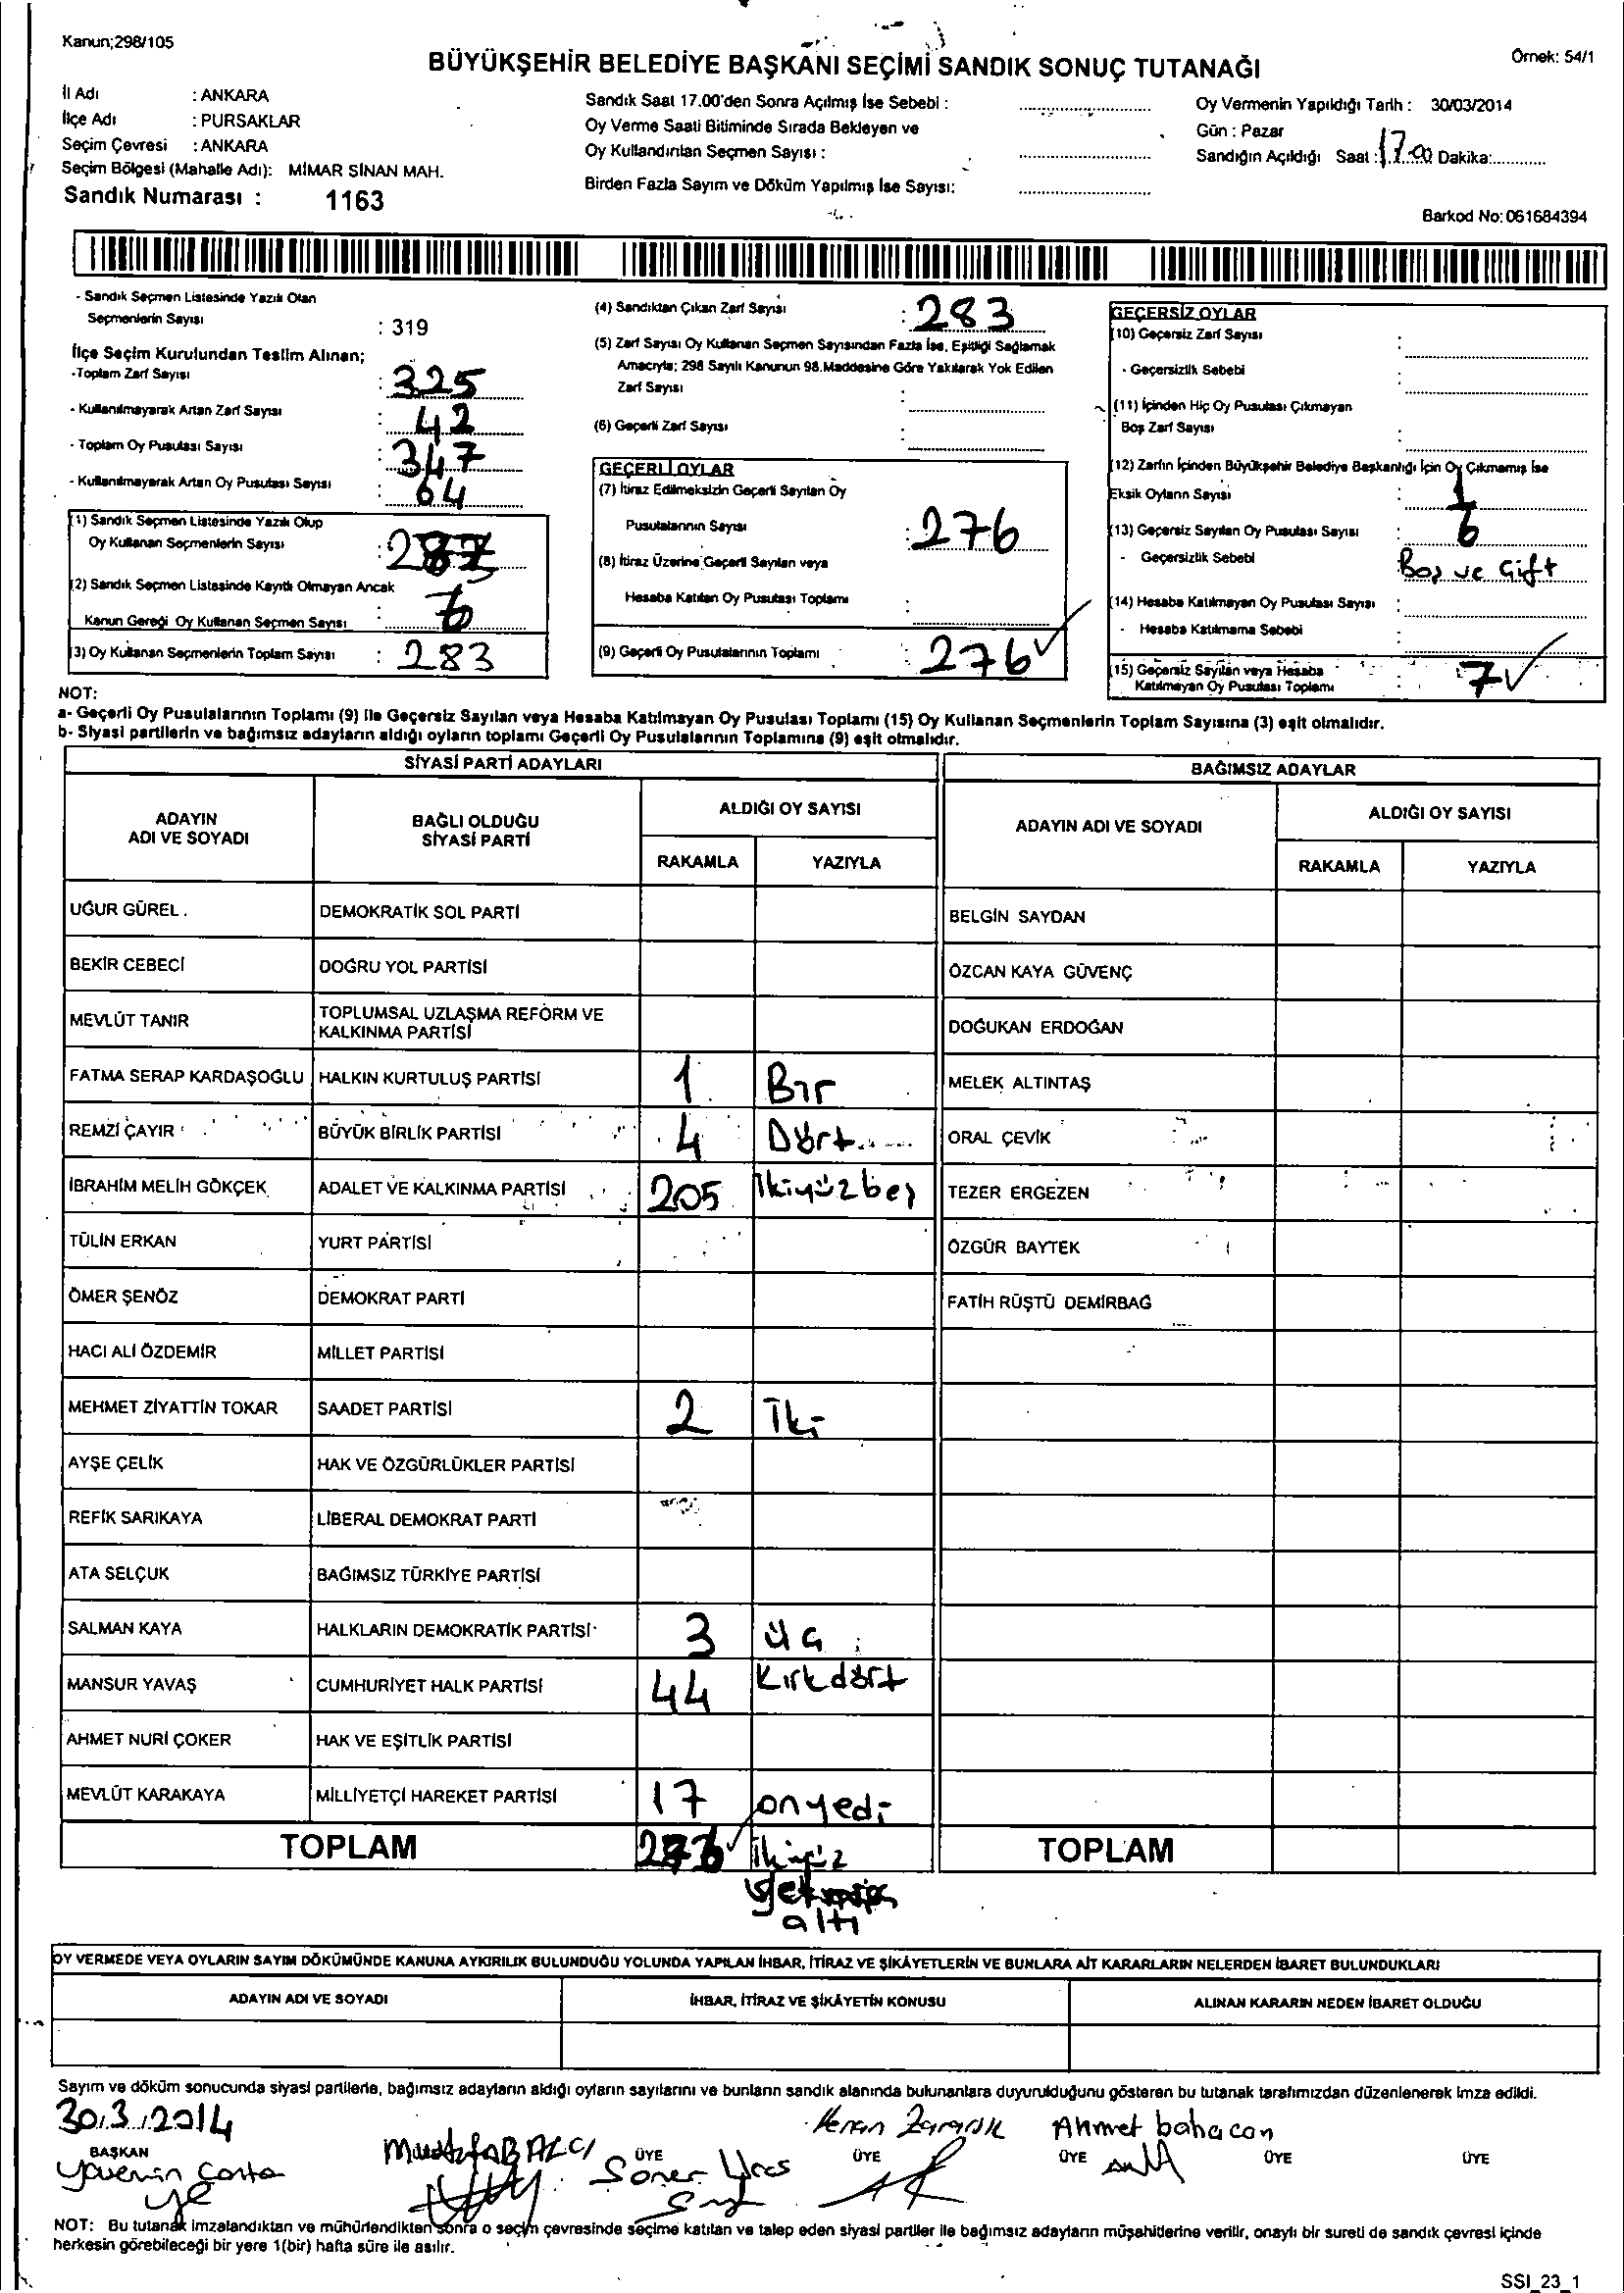 Kanun;298/105
BÜYÜKŞEHİR BELEDİYE BAŞKANI SEÇİMİ SANDIK SONUÇ TUTANAĞI
Örnek: 54/1
İl Adı : ANKARA
İlçe Adı : PURSAKLAR
Seçim Çevresi : ANKARA
Seçim Bölgesi (Mahalle Adı): MİMAR SİNAN MAH.
Sandık Numarası : 1163
Sandık Saat 17.00'den Sonra Açılmış İse Sebebi :
Oy Verme Saati Bitiminde Sırada Bekleyen ve
Oy Kullandırılan Seçmen Sayısı :
Birden Fazla Sayım ve Döküm Yapılmış İse Sayısı:
Oy Vermenin Yapıldığı Tarih : 30/03/2014
Gün : Pazar
Sandığın Açıldığı Saat : 17.00 Dakika:
Barkod No: 061684394
- Sandık Seçmen Listesinde Yazılı Olan
Seçmenlerin Sayısı : 319
İlçe Seçim Kurulundan Teslim Alınan;
-Toplam Zarf Sayısı : 325
- Kullanılmayarak Artan Zarf Sayısı : 42
- Toplam Oy Pusulası Sayısı : 347
- Kullanılmayarak Artan Oy Pusulası Sayısı : 64
(1) Sandık Seçmen Listesinde Yazılı Olup
Oy Kullanan Seçmenlerin Sayısı :
(2) Sandık Seçmen Listesinde Kayıtlı Olmayan Ancak
Kanun Gereği Oy Kullanan Seçmen Sayısı : 6
(3) Oy Kullanan Seçmenlerin Toplam Sayısı : 283
(4) Sandıktan Çıkan Zarf Sayısı : 283
(5) Zarf Sayısı Oy Kullanan Seçmen Sayısından Fazla İse, Eşitliği Sağlamak
Amacıyla; 298 Sayılı Kanunun 98.Maddesine Göre Yakılarak Yok Edilen
Zarf Sayısı :
(6) Geçerli Zarf Sayısı :
GEÇERLİ OYLAR
(7) İtiraz Edilmeksizin Geçerli Sayılan Oy
Pusulalarının Sayısı : 276
(8) İtiraz Üzerine Geçerli Sayılan veya
Hesaba Katılan Oy Pusulası Toplamı :
(9) Geçerli Oy Pusulalarının Toplamı : 276 ✓
GEÇERSİZ OYLAR
(10) Geçersiz Zarf Sayısı :
- Geçersizlik Sebebi :
(11) İçinden Hiç Oy Pusulası Çıkmayan
Boş Zarf Sayısı :
(12) Zarfın İçinden Büyükşehir Belediye Başkanlığı İçin Oy Çıkmamış İse
Eksik Oyların Sayısı : 1
(13) Geçersiz Sayılan Oy Pusulası Sayısı : 6
- Geçersizlik Sebebi : Boş ve Çift
(14) Hesaba Katılmayan Oy Pusulası Sayısı :
- Hesaba Katılmama Sebebi :
(15) Geçersiz Sayılan veya Hesaba
Katılmayan Oy Pusulası Toplamı : 7 ✓
NOT:
a- Geçerli Oy Pusulalarının Toplamı (9) ile Geçersiz Sayılan veya Hesaba Katılmayan Oy Pusulası Toplamı (15) Oy Kullanan Seçmenlerin Toplam Sayısına (3) eşit olmalıdır.
b- Siyasi partilerin ve bağımsız adayların aldığı oyların toplamı Geçerli Oy Pusulalarının Toplamına (9) eşit olmalıdır.
SİYASİ PARTİ ADAYLARI
BAĞIMSIZ ADAYLAR
ADAYIN ADI VE SOYADI
BAĞLI OLDUĞU SİYASİ PARTİ
ALDIĞI OY SAYISI
ADAYIN ADI VE SOYADI
ALDIĞI OY SAYISI
RAKAMLA YAZIYLA
RAKAMLA YAZIYLA
UĞUR GÜREL DEMOKRATİK SOL PARTİ BELGİN SAYDAN
BEKİR CEBECİ DOĞRU YOL PARTİSİ ÖZCAN KAYA GÜVENÇ
MEVLÜT TANIR TOPLUMSAL UZLAŞMA REFORM VE KALKINMA PARTİSİ DOĞUKAN ERDOĞAN
FATMA SERAP KARDAŞOĞLU HALKIN KURTULUŞ PARTİSİ 1 Bir MELEK ALTINTAŞ
REMZİ ÇAYIR BÜYÜK BİRLİK PARTİSİ 4 Dört ORAL ÇEVİK
İBRAHİM MELİH GÖKÇEK ADALET VE KALKINMA PARTİSİ 205 İkiyüzbeş TEZER ERGEZEN
TÜLİN ERKAN YURT PARTİSİ ÖZGÜR BAYTEK
ÖMER ŞENÖZ DEMOKRAT PARTİ FATİH RÜŞTÜ DEMİRBAĞ
HACI ALİ ÖZDEMİR MİLLET PARTİSİ
MEHMET ZİYATTİN TOKAR SAADET PARTİSİ 2 İki
AYŞE ÇELİK HAK VE ÖZGÜRLÜKLER PARTİSİ
REFİK SARIKAYA LİBERAL DEMOKRAT PARTİ
ATA SELÇUK BAĞIMSIZ TÜRKİYE PARTİSİ
SALMAN KAYA HALKLARIN DEMOKRATİK PARTİSİ 3 üç
MANSUR YAVAŞ CUMHURİYET HALK PARTİSİ 44 Kırkdört
AHMET NURİ ÇOKER HAK VE EŞİTLİK PARTİSİ
MEVLÜT KARAKAYA MİLLİYETÇİ HAREKET PARTİSİ 17 onyedi
TOPLAM 276 ✓ İkiyüz TOPLAM
yetmiş
altı
OY VERMEDE VEYA OYLARIN SAYIM DÖKÜMÜNDE KANUNA AYKIRILIK BULUNDUĞU YOLUNDA YAPILAN İHBAR, İTİRAZ VE ŞİKÂYETLERİN VE BUNLARA AİT KARARLARIN NELERDEN İBARET BULUNDUKLARI
ADAYIN ADI VE SOYADI İHBAR, İTİRAZ VE ŞİKÂYETİN KONUSU ALINAN KARARIN NEDEN İBARET OLDUĞU
Sayım ve döküm sonucunda siyasi partilerle, bağımsız adayların aldığı oyların sayılarını ve bunların sandık alanında bulunanlara duyurulduğunu gösteren bu tutanak tarafımızdan düzenlenerek imza edildi.
30.3.2014
BAŞKAN ÜYE ÜYE ÜYE ÜYE ÜYE
Mustafa BALCI Soner Ahmet
NOT: Bu tutanak imzalandıktan ve mühürlendikten sonra o seçim çevresinde seçime katılan ve talep eden siyasi partiler ile bağımsız adayların müşahitlerine verilir, onaylı bir sureti de sandık çevresi içinde
herkesin görebileceği bir yere 1(bir) hafta süre ile asılır.
SSI_23_1